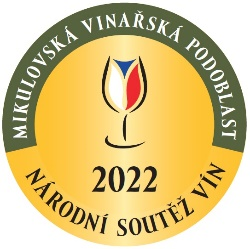 MIKULOVSKÁ VINAŘSKÁ PODOBLAST
2022
NÁRODNÍ SOUTĚŽ VÍN